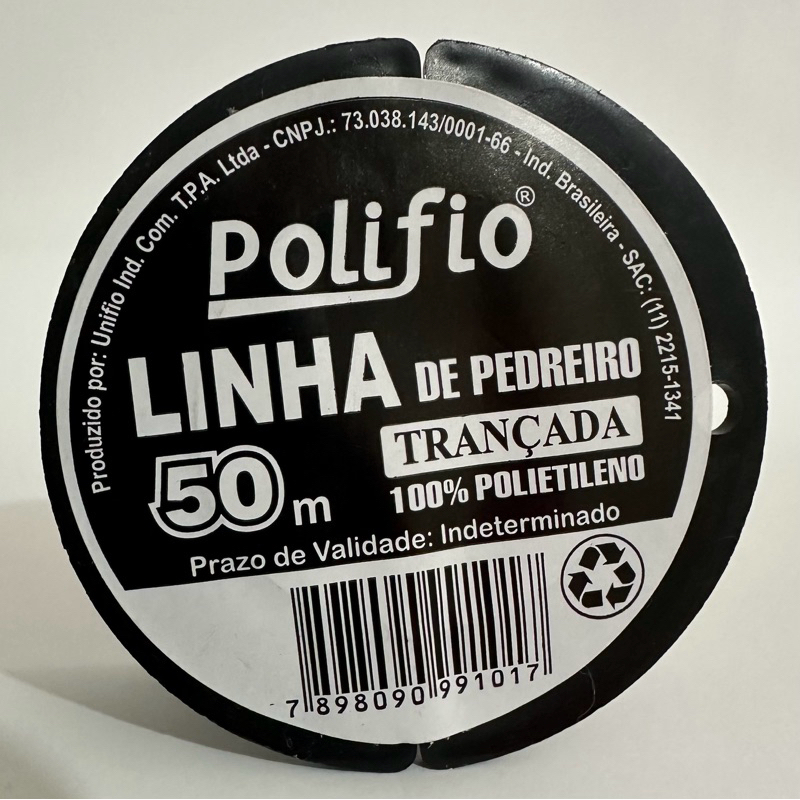 Produzido por: Unifio Ind. Com. T.P.A. Ltda - CNPJ.: 73.038.143/0001-66 - Ind. Brasileira - SAC: (11) 2215-1341
Polifio®
LINHA DE PEDREIRO
TRANÇADA
50 m
100% POLIETILENO
Prazo de Validade: Indeterminado
7 898090 991017